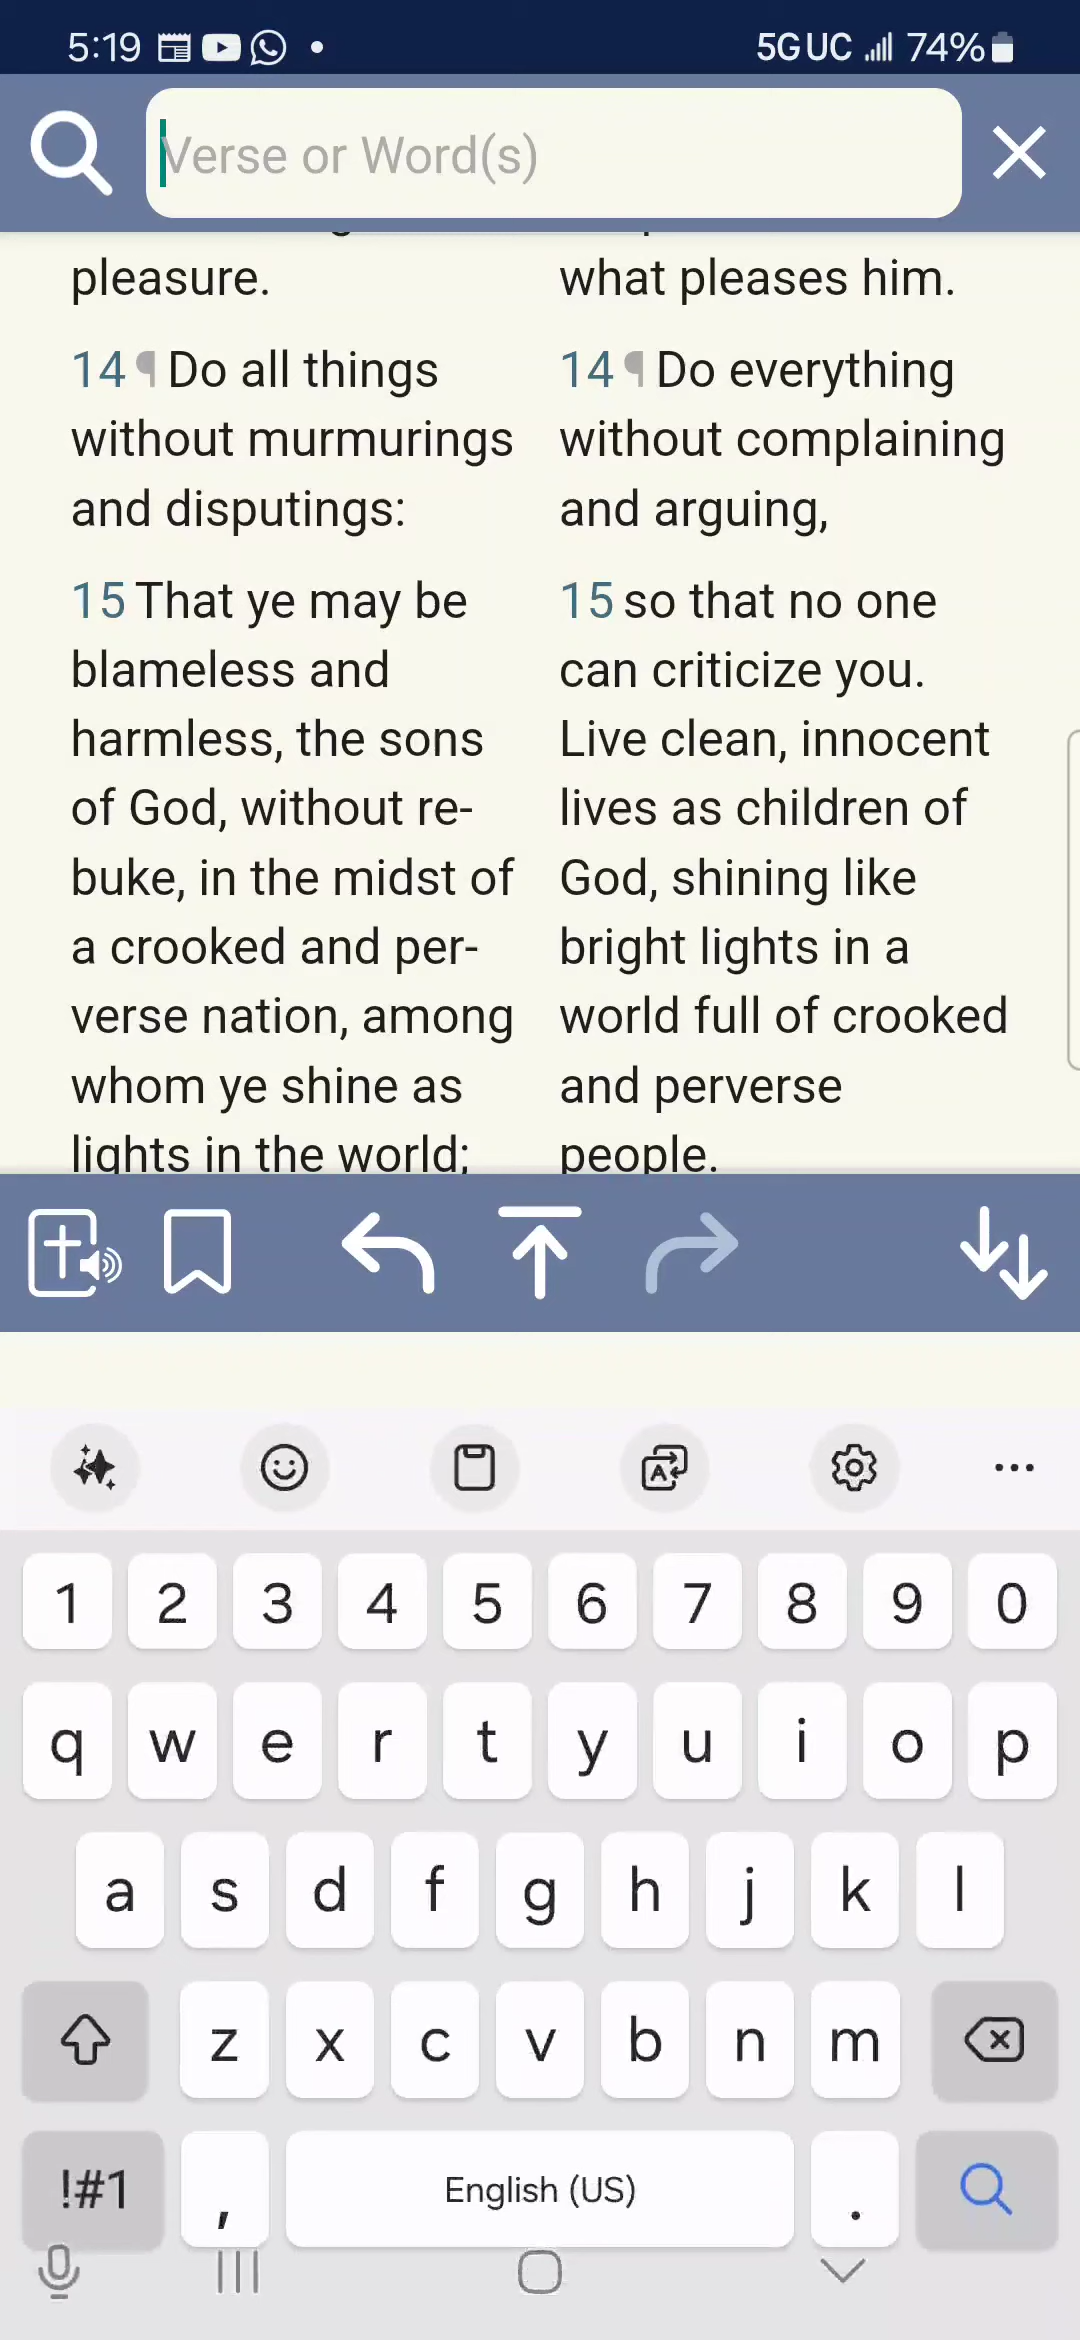 5:19 5G UC 74%
Verse or Word(s)
pleasure.
14 ¶ Do all things
without murmurings
and disputings:
15 That ye may be
blameless and
harmless, the sons
of God, without re-
buke, in the midst of
a crooked and per-
verse nation, among
whom ye shine as
lights in the world;
what pleases him.
14 ¶ Do everything
without complaining
and arguing,
15 so that no one
can criticize you.
Live clean, innocent
lives as children of
God, shining like
bright lights in a
world full of crooked
and perverse
people.
1 2 3 4 5 6 7 8 9 0
q w e r t y u i o p
a s d f g h j k l
z x c v b n m
!#1 , English (US) .